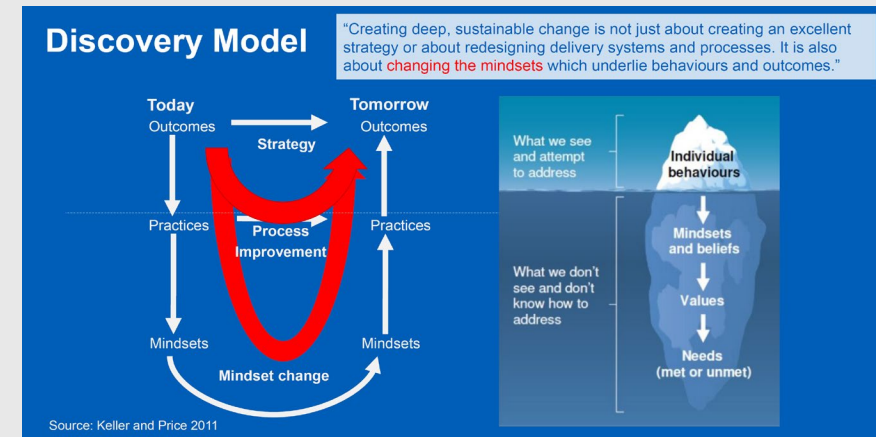 Discovery Model
“Creating deep, sustainable change is not just about creating an excellent
strategy or about redesigning delivery systems and processes. It is also
about changing the mindsets which underlie behaviours and outcomes.”
Today
Tomorrow
Outcomes
Outcomes
Strategy
Practices
Practices
Process
Improvement
Mindsets
Mindsets
Mindset change
Source: Keller and Price 2011
What we see
and attempt
to address
Individual
behaviours
Mindsets
and beliefs
What we don't
see and don't
know how to
address
Values
Needs
(met or unmet)